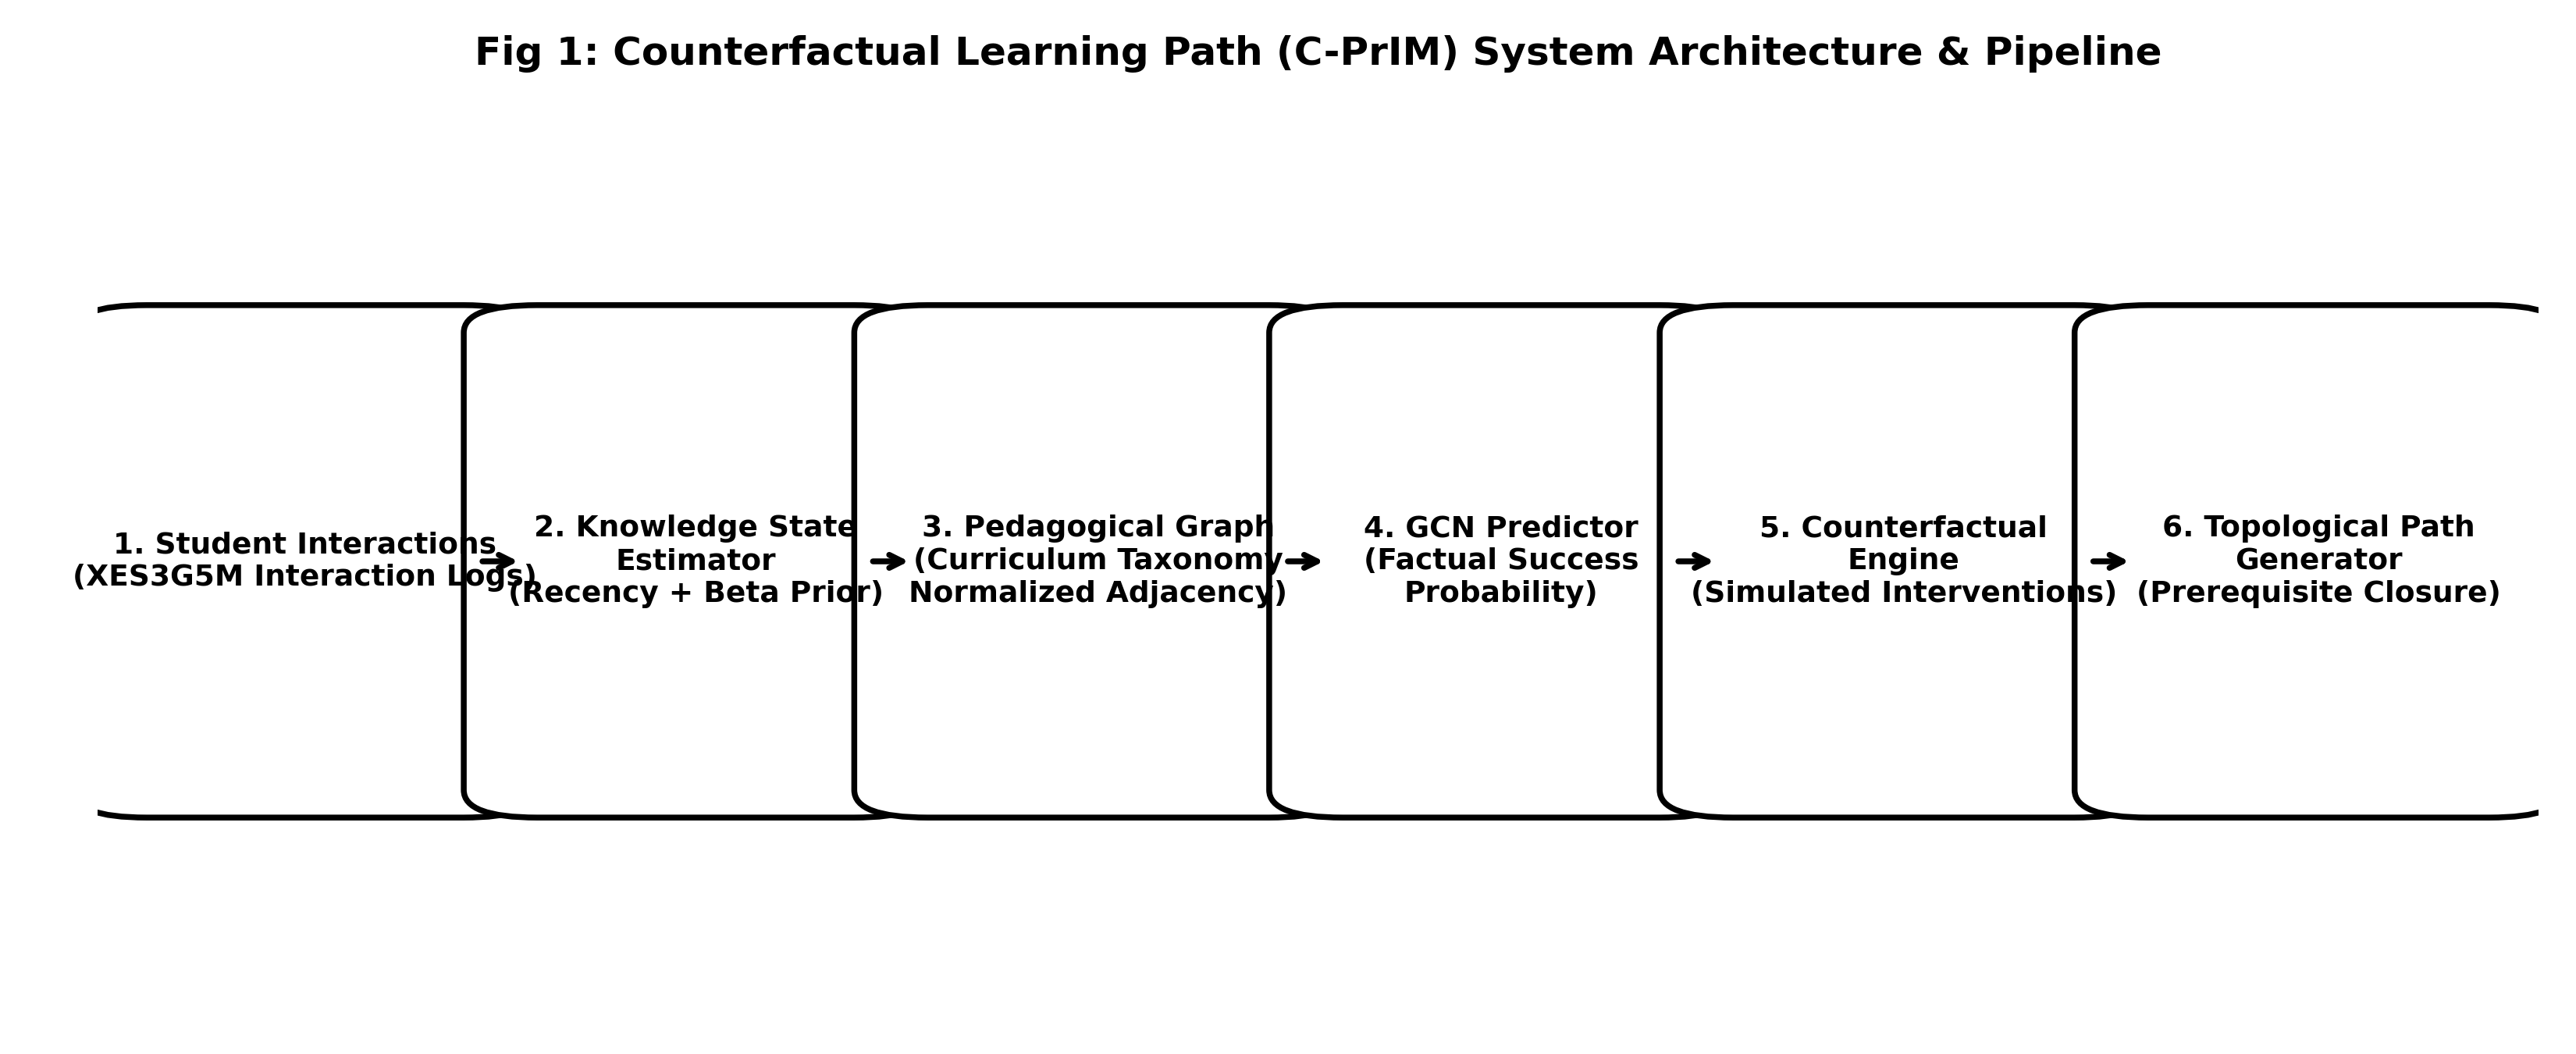 Fig 1: Counterfactual Learning Path (C-PrIM) System Architecture & Pipeline
1. Student Interactions
(XES3G5M Interaction Logs)
2. Knowledge State
Estimator
(Recency + Beta Prior)
3. Pedagogical Graph
(Curriculum Taxonomy
Normalized Adjacency)
4. GCN Predictor
(Factual Success
Probability)
5. Counterfactual
Engine
(Simulated Interventions)
6. Topological Path
Generator
(Prerequisite Closure)